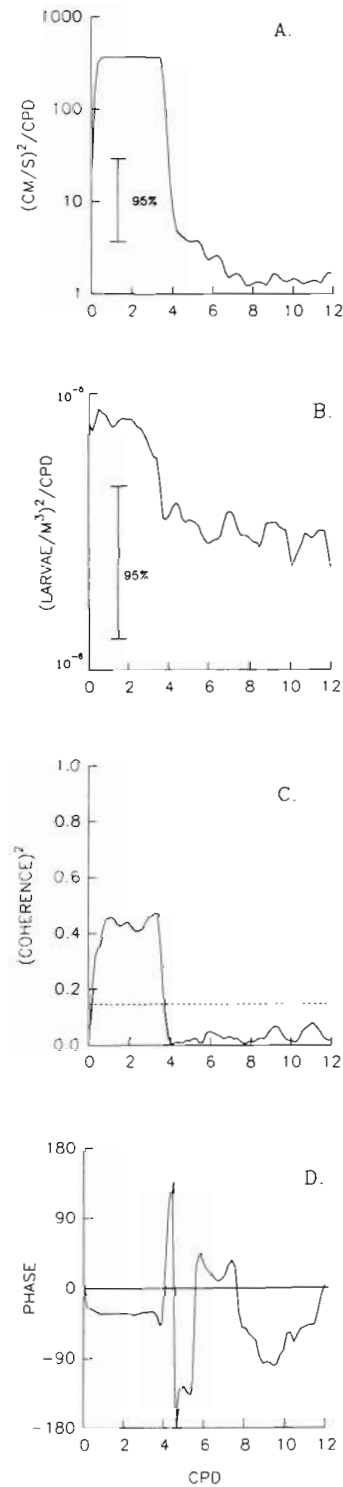 A.
(CM/S)²/CPD
1000
100
10
1
95%
0 2 4 6 8 10 12
B.
(LARVAE/M³)²/CPD
10⁻⁶
95%
0 2 4 6 8 10 12
C.
(COHERENCE)²
1.0
0.8
0.6
0.4
0.2
0.0
0 2 4 6 8 10 12
D.
PHASE
180
90
0
-90
-180
0 2 4 6 8 10 12
CPD